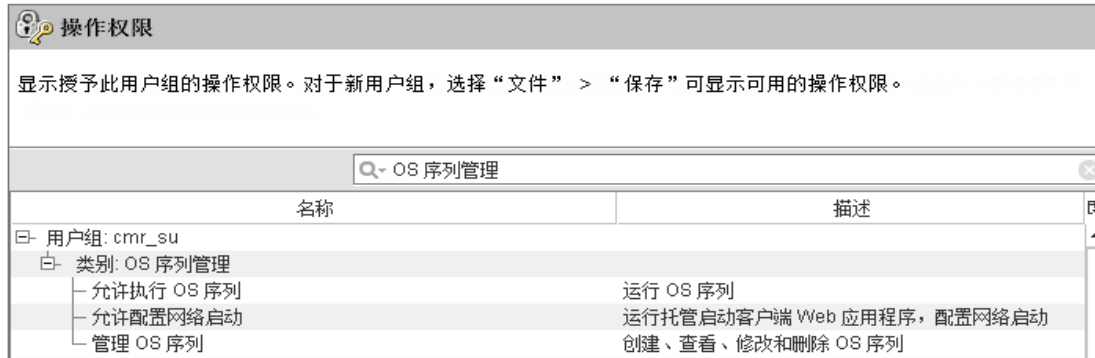 操作权限
显示授予此用户组的操作权限。对于新用户组，选择“文件” > “保存”可显示可用的操作权限。
OS 序列管理
名称 描述
用户组: cmr_su
类别: OS 序列管理
允许执行 OS 序列 运行 OS 序列
允许配置网络启动 运行托管启动客户端 Web 应用程序，配置网络启动
管理 OS 序列 创建、查看、修改和删除 OS 序列